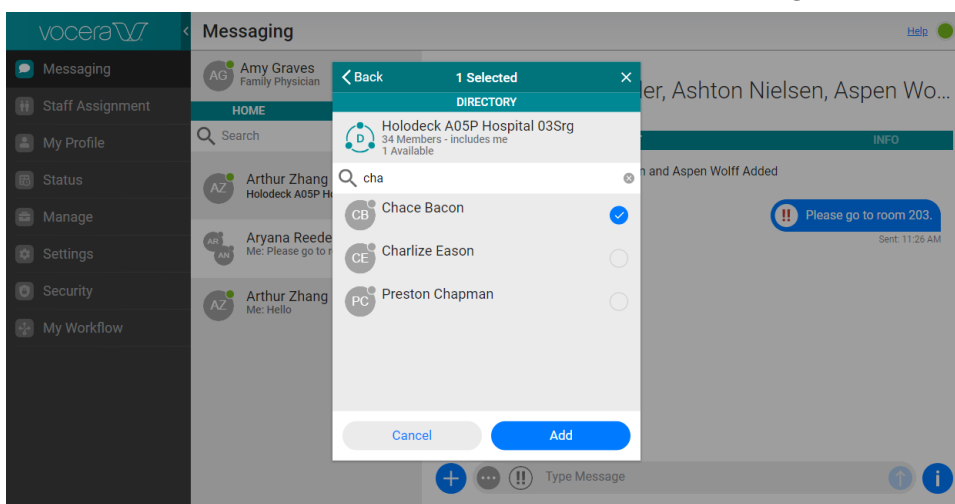 vocera
Messaging
Staff Assignment
My Profile
Status
Manage
Settings
Security
My Workflow
Messaging
Help
AG
Amy Graves
Family Physician
HOME
Search
AZ
Arthur Zhang
Holodeck A05P H
AR
AN
Aryana Reede
Me: Please go to r
AZ
Arthur Zhang
Me: Hello
Back
1 Selected
DIRECTORY
D
Holodeck A05P Hospital 03Srg
34 Members - includes me
1 Available
cha
CB
Chace Bacon
CE
Charlize Eason
PC
Preston Chapman
Cancel
Add
ler, Ashton Nielsen, Aspen Wo...
INFO
n and Aspen Wolff Added
!! Please go to room 203.
Sent: 11:26 AM
!!
Type Message